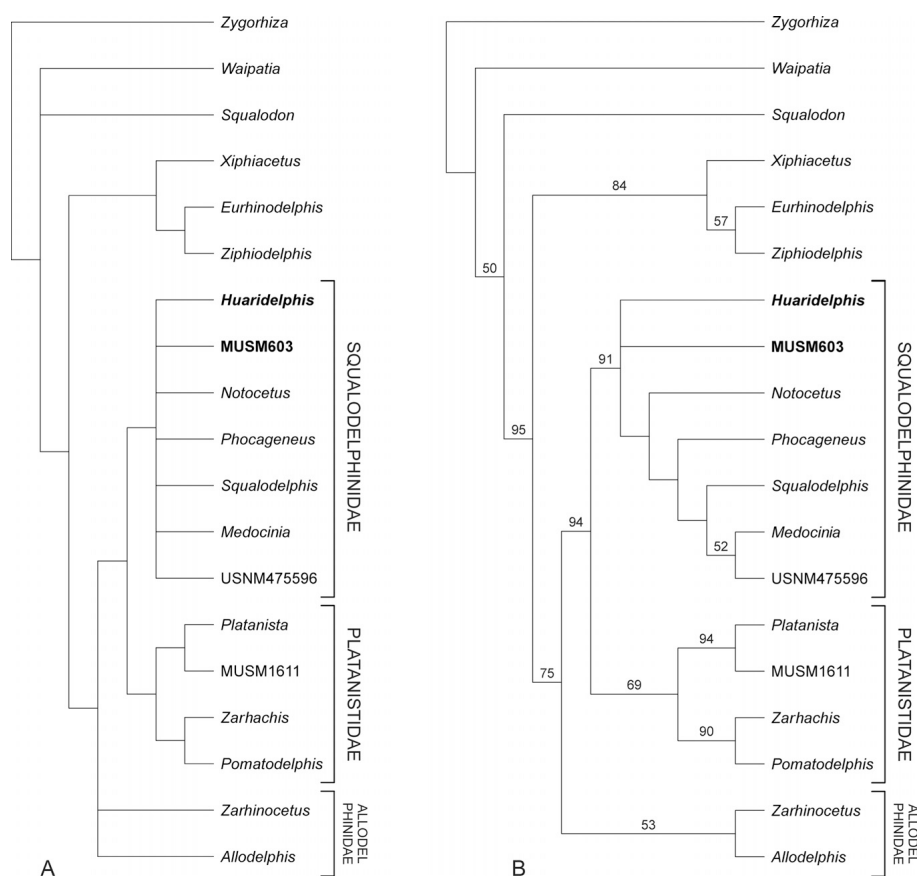 Zygorhiza
Waipatia
Squalodon
Xiphiacetus
Eurhinodelphis
Ziphiodelphis
Huaridelphis
MUSM603
Notocetus
Phocageneus
Squalodelphis
Medocinia
USNM475596
Platanista
MUSM1611
Zarhachis
Pomatodelphis
Zarhinocetus
Allodelphis
SQUALODELPHINIDAE
PLATANISTIDAE
ALLODEL
PHINIDAE
A
Zygorhiza
Waipatia
Squalodon
Xiphiacetus
84
Eurhinodelphis
57
Ziphiodelphis
50
Huaridelphis
MUSM603
91
Notocetus
Phocageneus
95
Squalodelphis
94
Medocinia
52
USNM475596
Platanista
94
MUSM1611
75
69
Zarhachis
90
Pomatodelphis
Zarhinocetus
53
Allodelphis
SQUALODELPHINIDAE
PLATANISTIDAE
ALLODEL
PHINIDAE
B